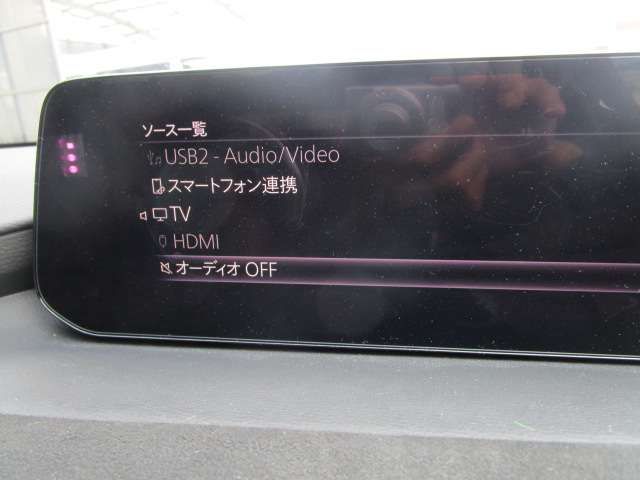 ソース一覧
USB2 - Audio/Video
スマートフォン連携
TV
HDMI
オーディオ OFF